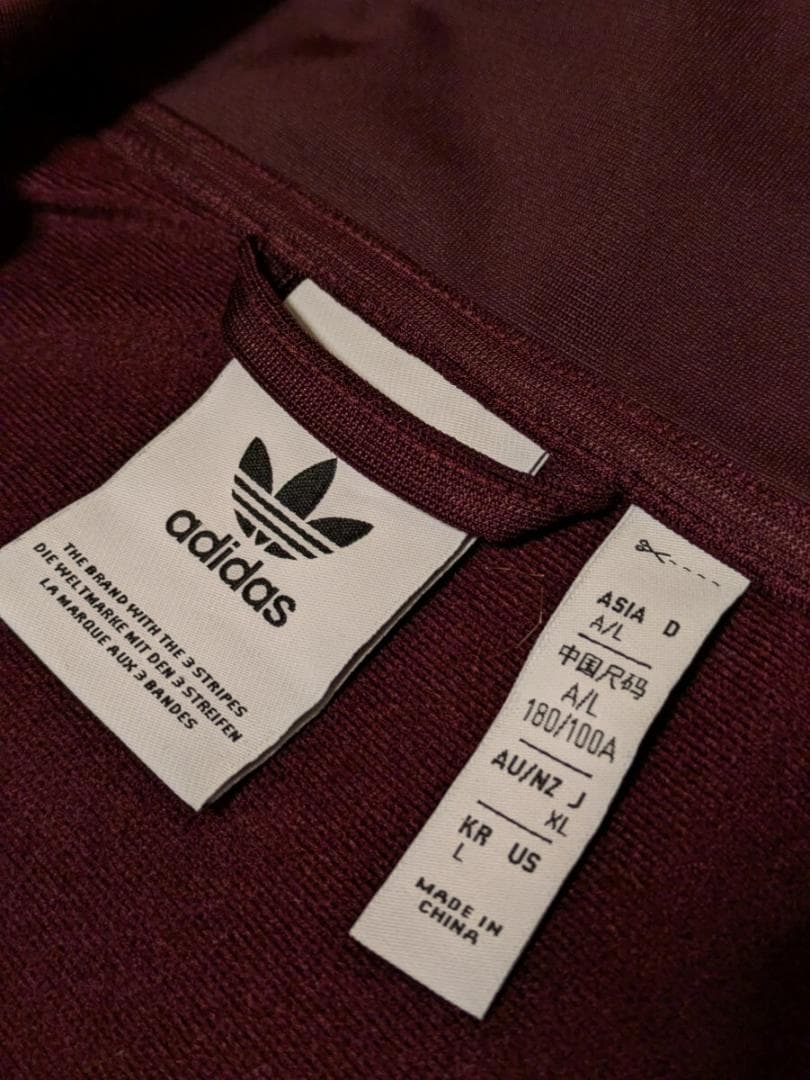 adidas
THE BRAND WITH THE 3 STRIPES
DIE WELTMARKE MIT DEN 3 STREIFEN
LA MARQUE AUX 3 BANDES
ASIA D
A/L
中国尺码
A/L
180/100A
AU/NZ J
XL
KR US
L
MADE IN
CHINA